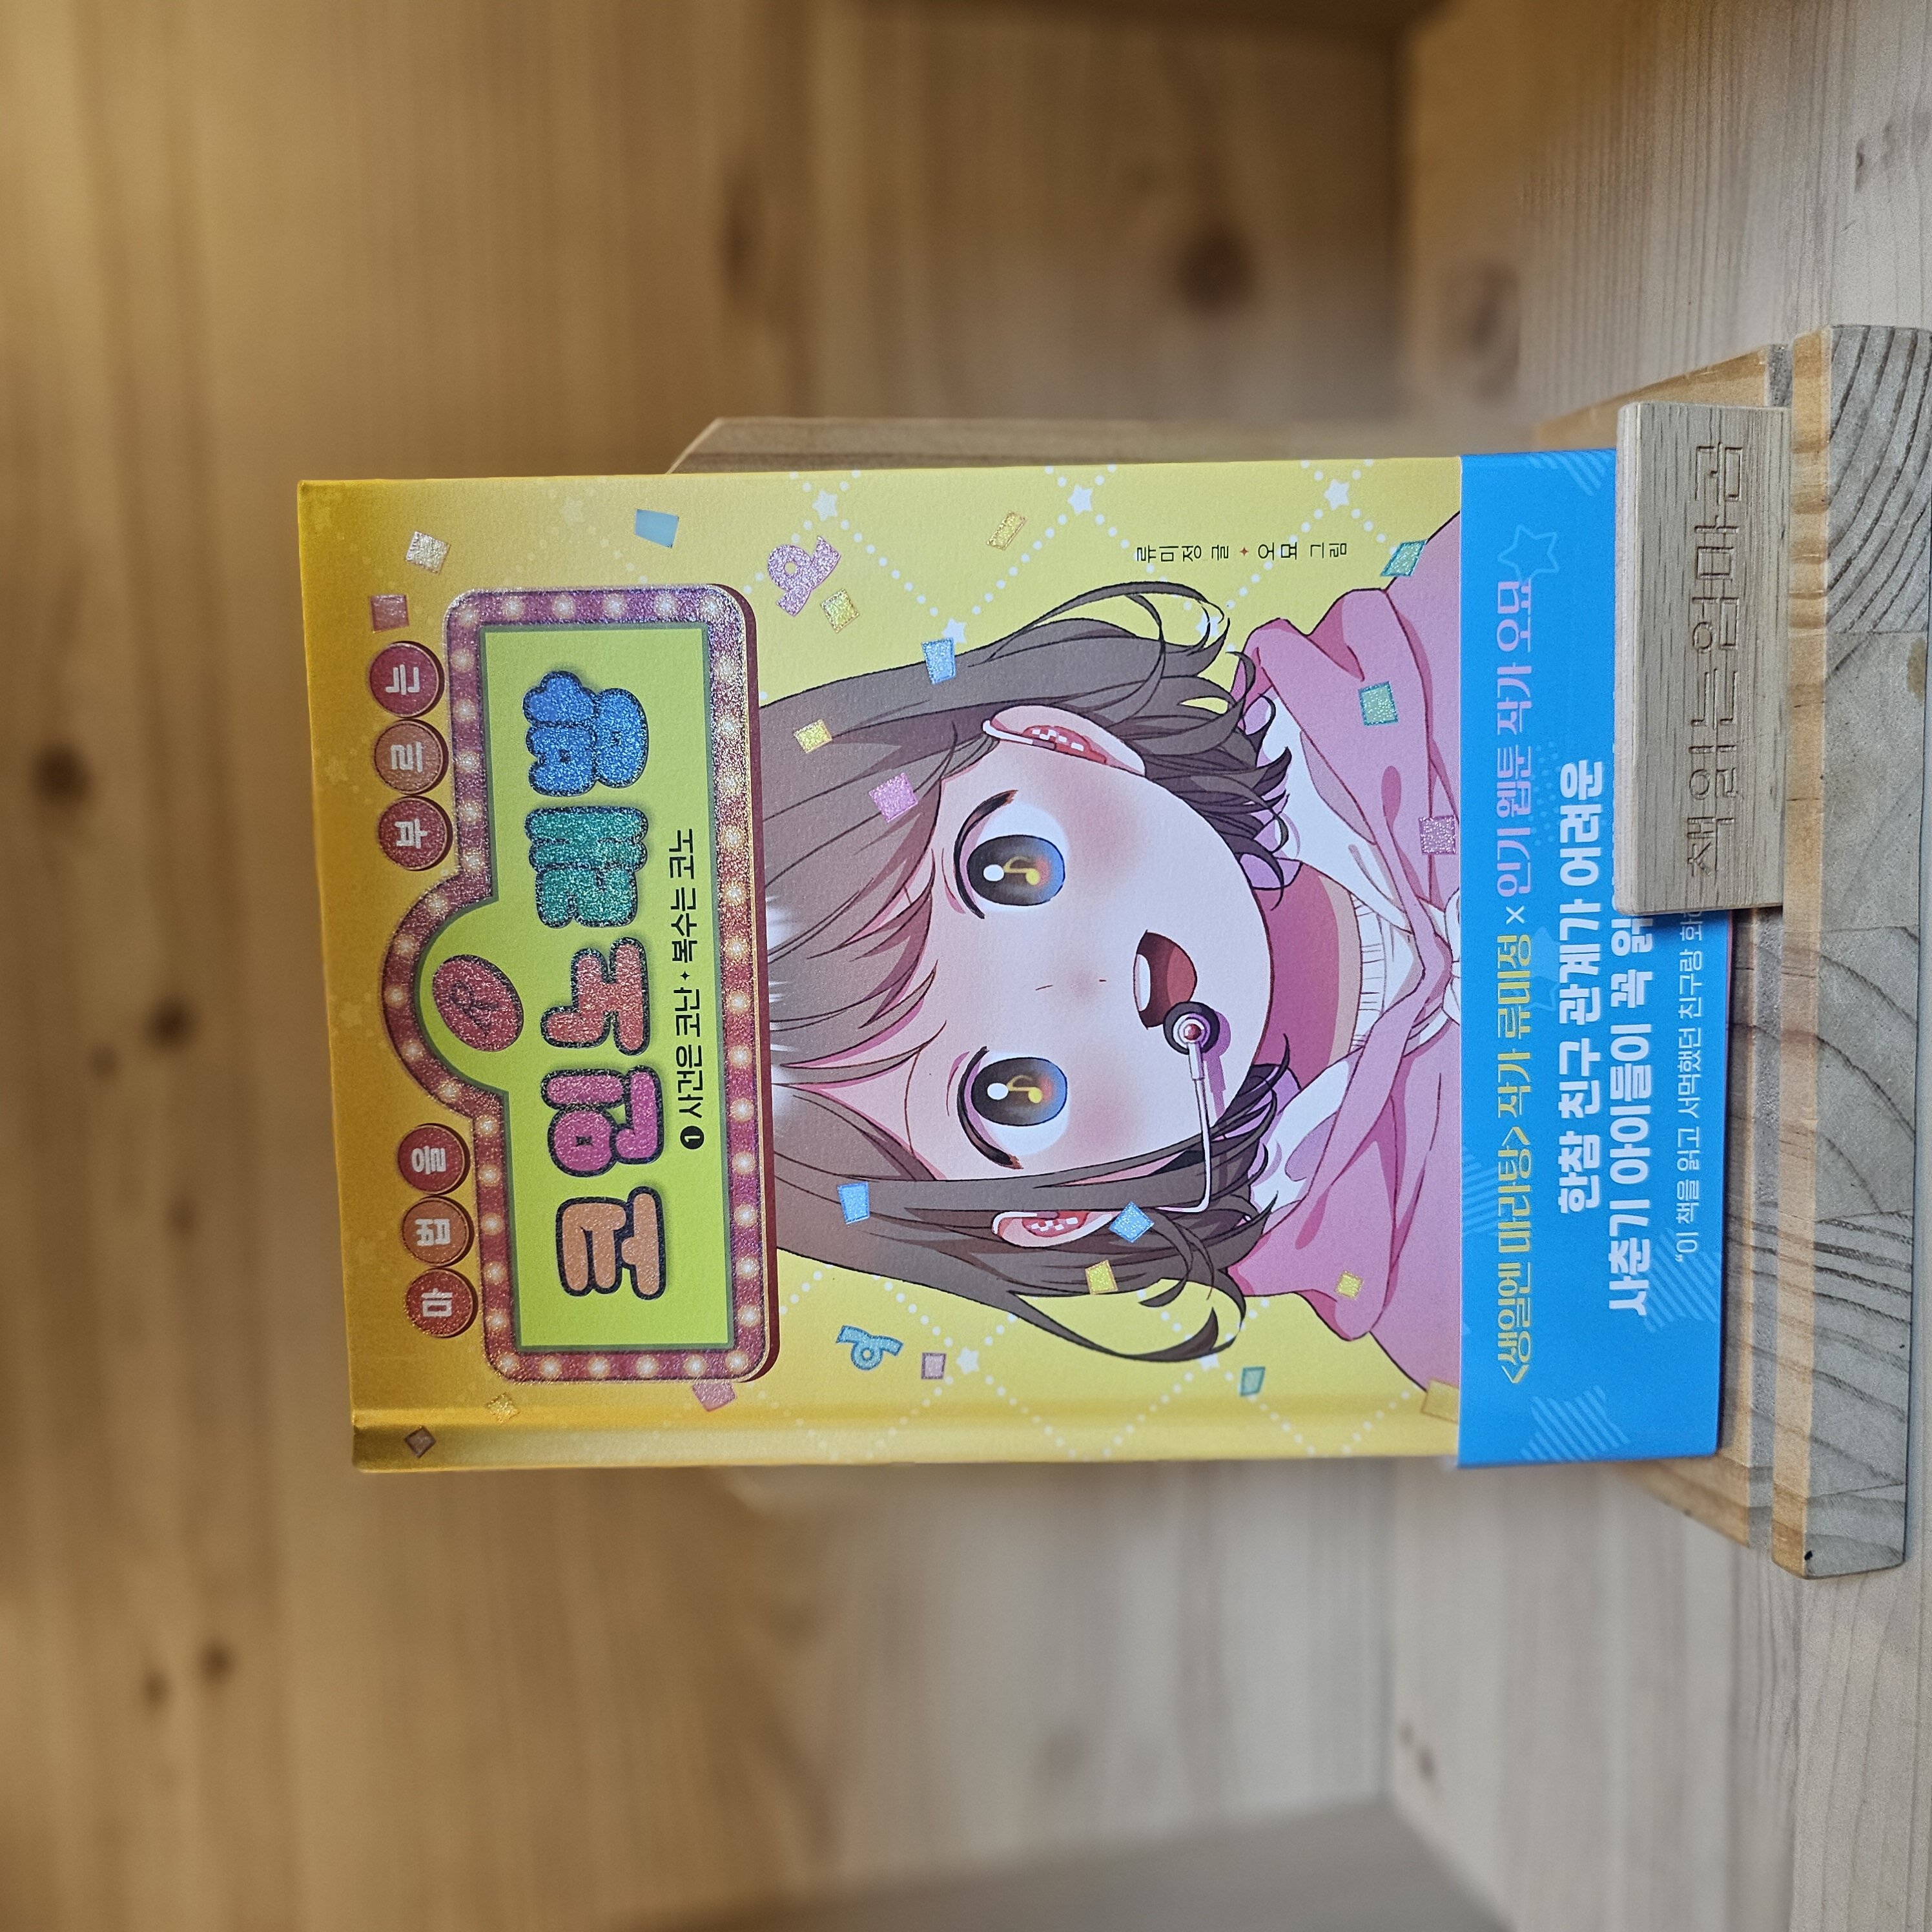 마법을 부르는
코인노래방
❶ 사건은 코난✦복수는 코노
류미정 글 ✦ 오묘 그림
<생일엔 마라탕> 작가 류미정 × 인기 웹툰 작가 오묘
한참 친구 관계가 어려운
사춘기 아이들이 꼭
“이 책을 읽고 서먹했던 친구랑
책읽는엄마곰